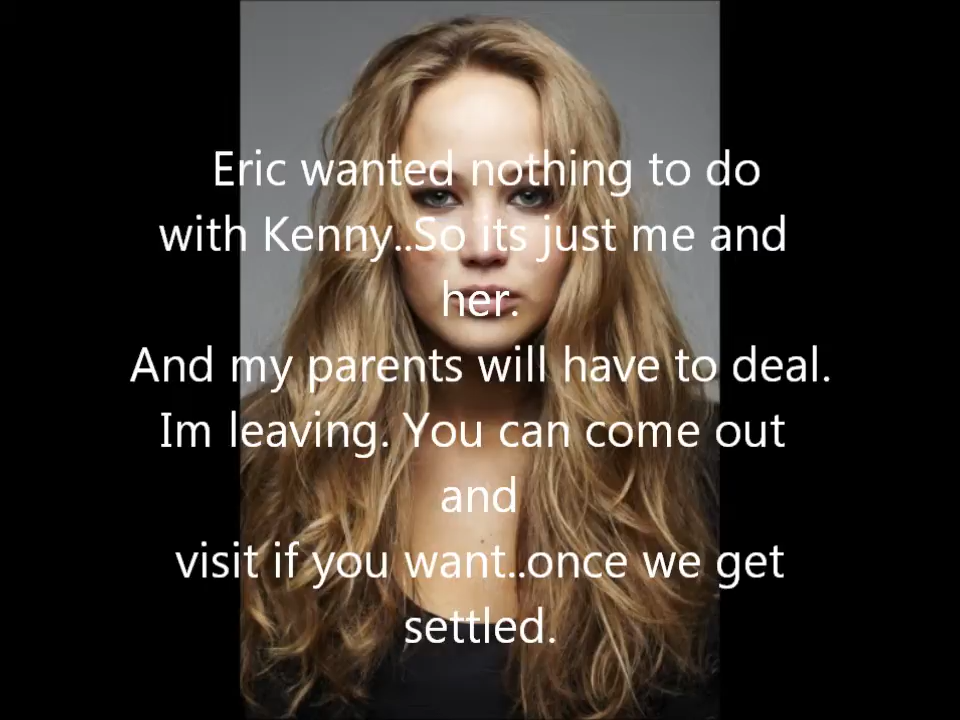 Eric wanted nothing to do
with Kenny..So its just me and
her.
And my parents will have to deal.
Im leaving. You can come out
and
visit if you want..once we get
settled.